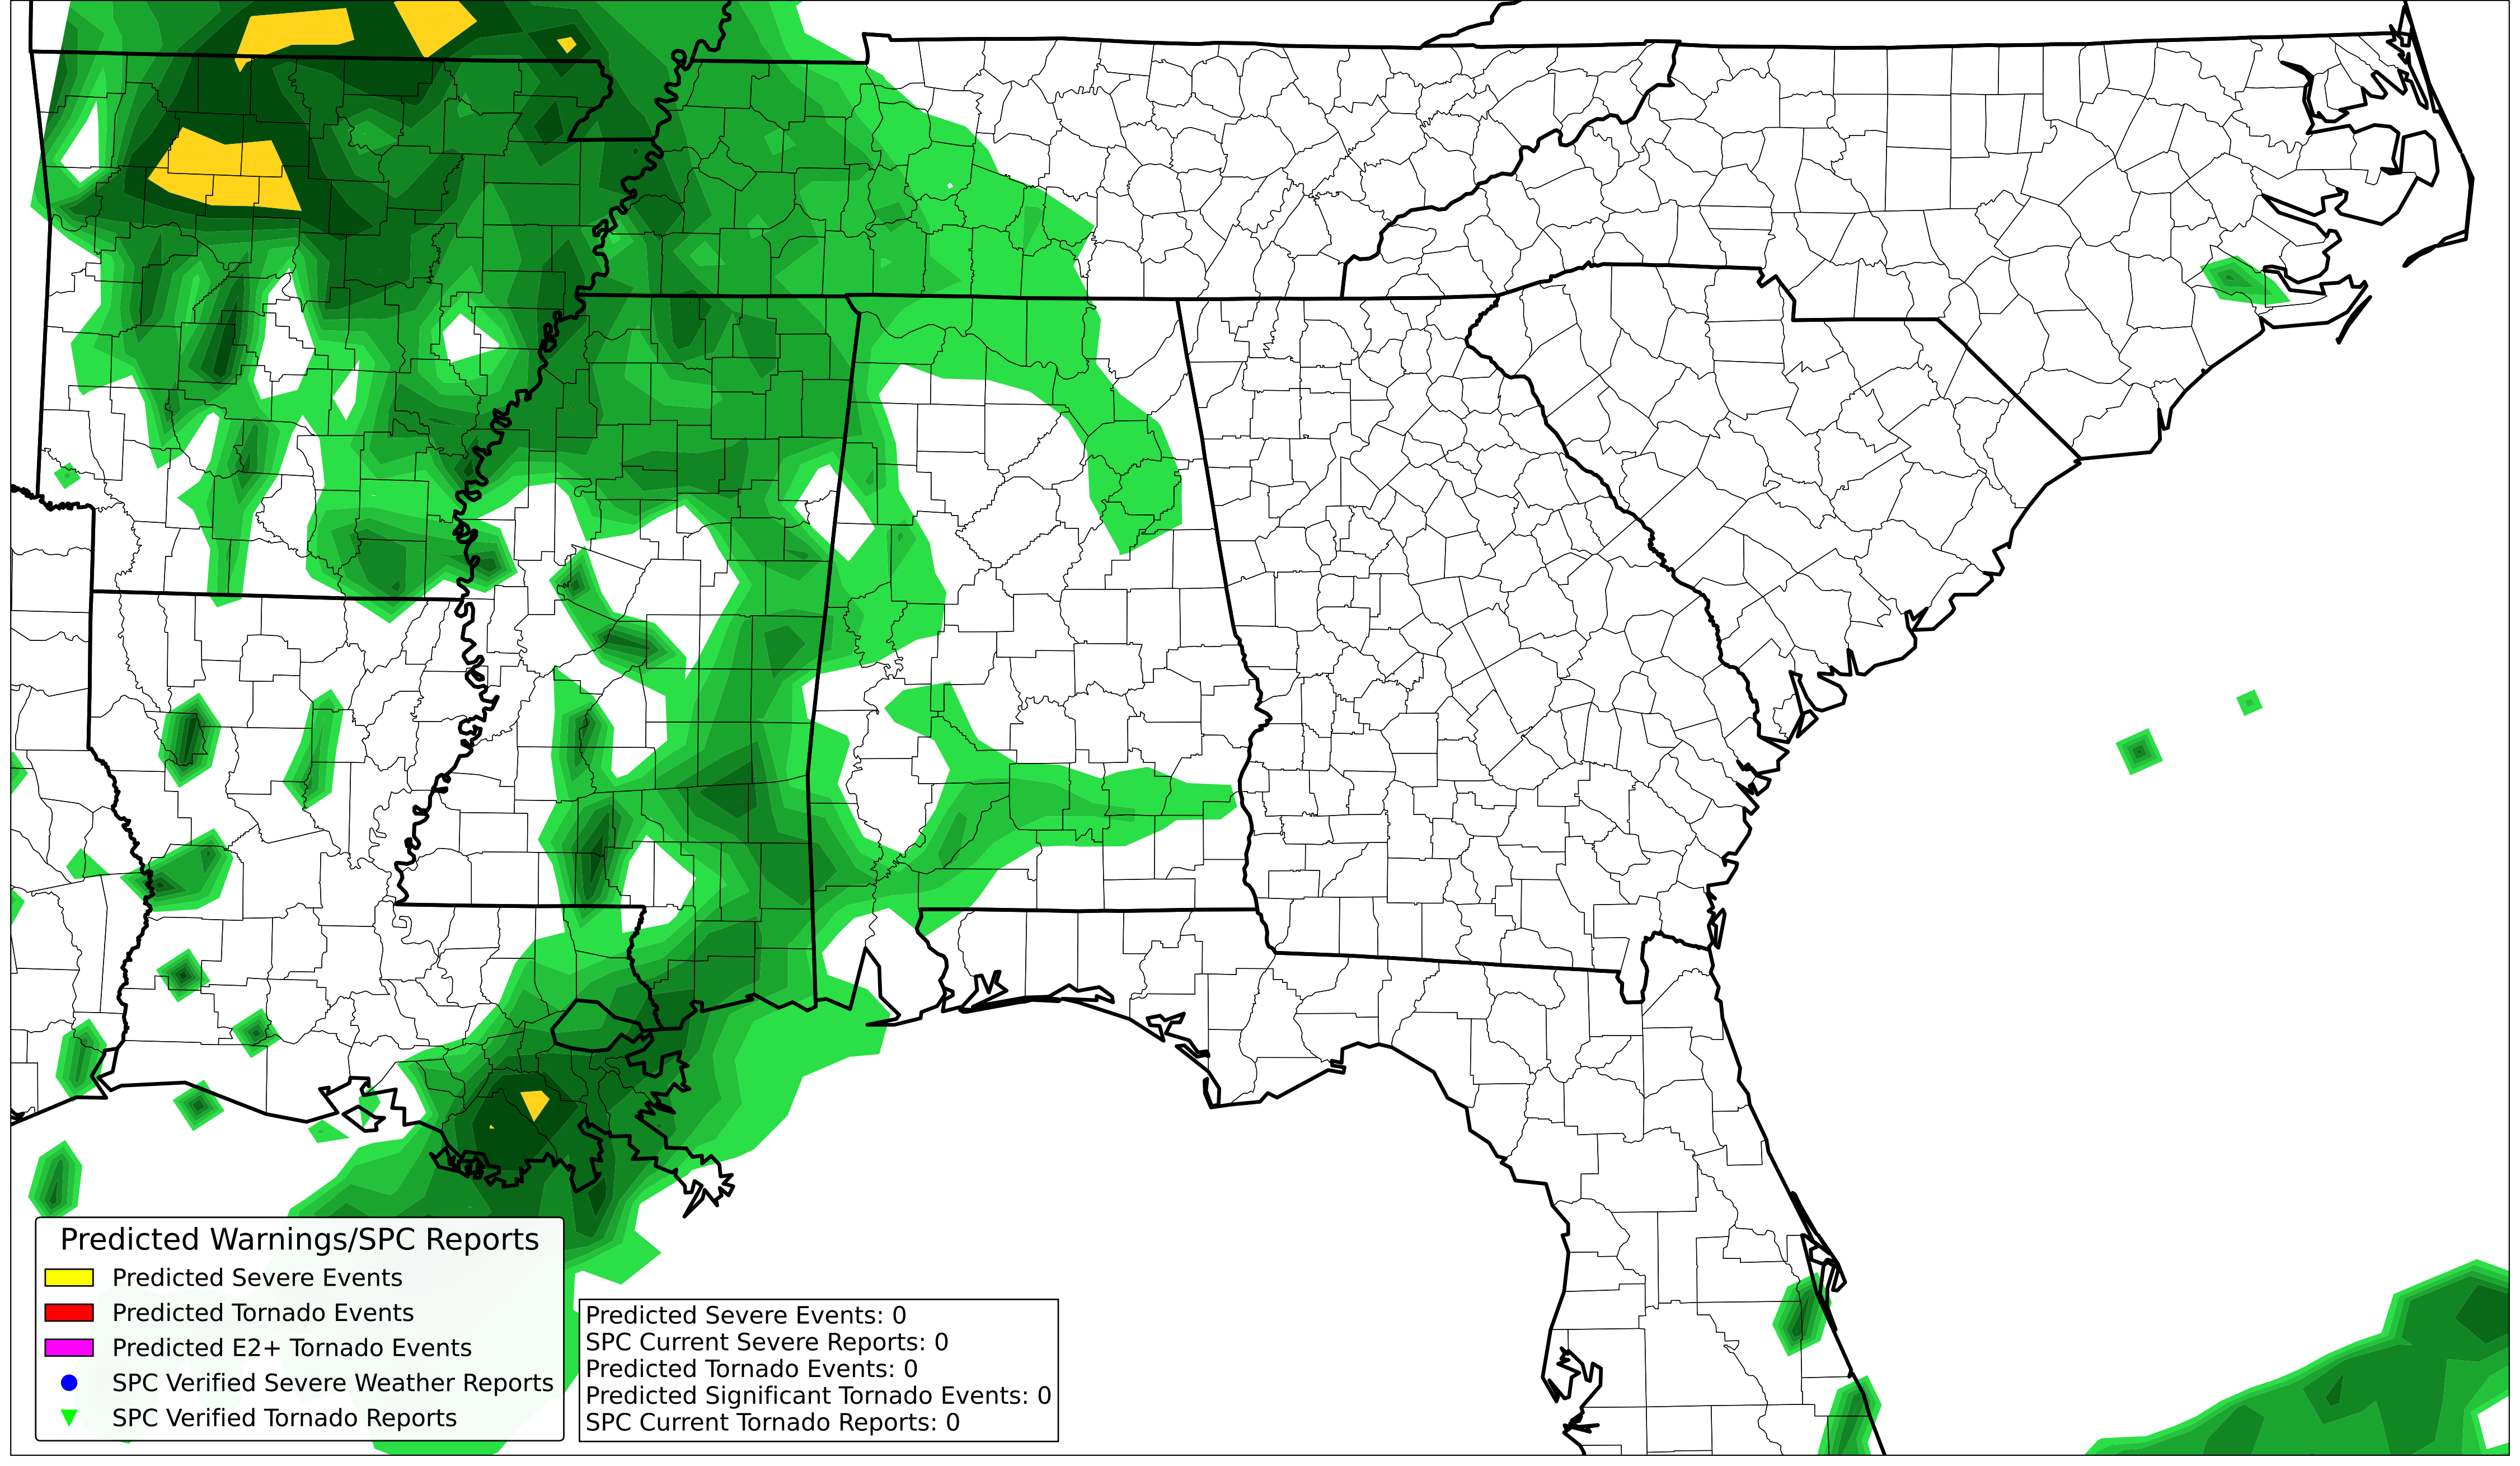 Predicted Warnings/SPC Reports
Predicted Severe Events
Predicted Tornado Events
Predicted E2+ Tornado Events
SPC Verified Severe Weather Reports
SPC Verified Tornado Reports
Predicted Severe Events: 0
SPC Current Severe Reports: 0
Predicted Tornado Events: 0
Predicted Significant Tornado Events: 0
SPC Current Tornado Reports: 0